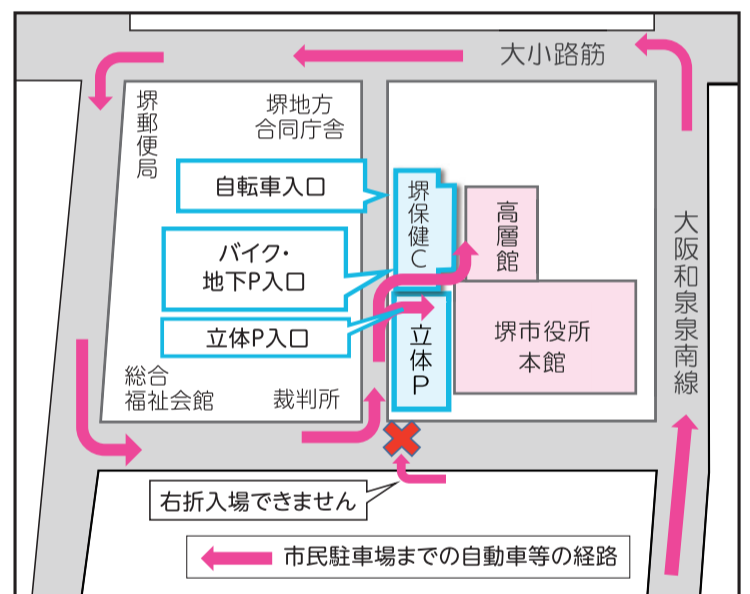 大小路筋
堺郵便局
堺地方
合同庁舎
自転車入口
堺保健C
高層館
大阪和泉泉南線
バイク・
地下P入口
立体P入口
立体P
堺市役所
本館
総合
福祉会館
裁判所
右折入場できません
市民駐車場までの自動車等の経路